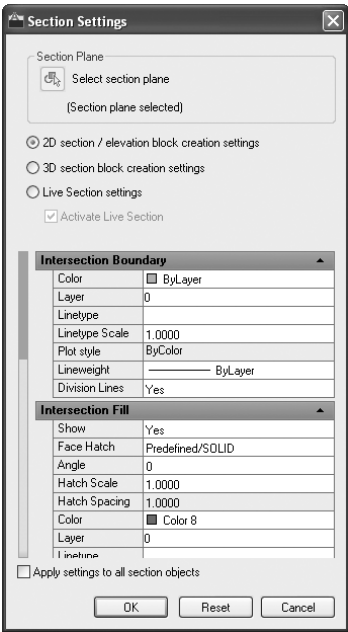 Section Settings
Section Plane
Select section plane
(Section plane selected)
2D section / elevation block creation settings
3D section block creation settings
Live Section settings
Activate Live Section
Intersection Boundary
Color ByLayer
Layer 0
Linetype
Linetype Scale 1.0000
Plot style ByColor
Lineweight ByLayer
Division Lines Yes
Intersection Fill
Show Yes
Face Hatch Predefined/SOLID
Angle 0
Hatch Scale 1.0000
Hatch Spacing 1.0000
Color Color 8
Layer 0
Linetype
Apply settings to all section objects
OK Reset Cancel